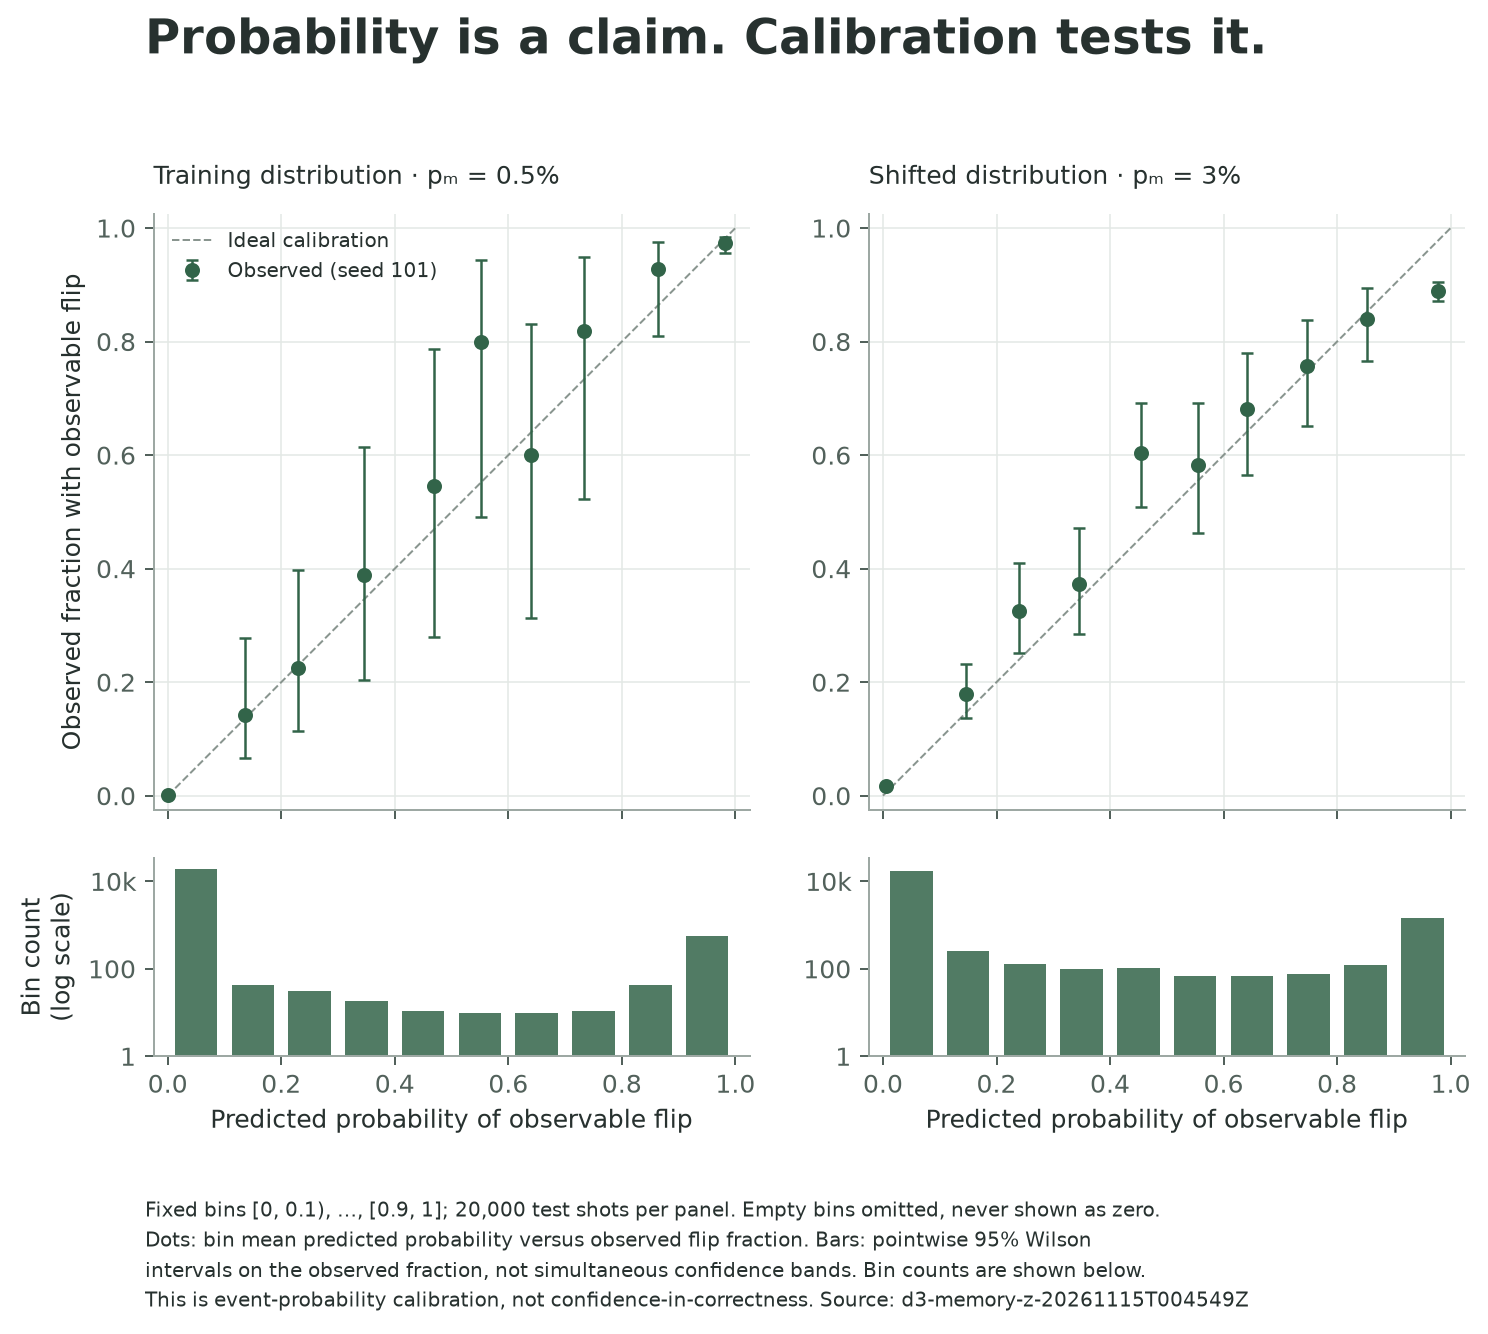 Probability is a claim. Calibration tests it.
Training distribution · pₘ = 0.5%
Shifted distribution · pₘ = 3%
Observed fraction with observable flip
1.0
0.8
0.6
0.4
0.2
0.0
Ideal calibration
Observed (seed 101)
1.0
0.8
0.6
0.4
0.2
0.0
Bin count
(log scale)
10k
100
1
0.0 0.2 0.4 0.6 0.8 1.0
Predicted probability of observable flip
10k
100
1
0.0 0.2 0.4 0.6 0.8 1.0
Predicted probability of observable flip
Fixed bins [0, 0.1), …, [0.9, 1]; 20,000 test shots per panel. Empty bins omitted, never shown as zero.
Dots: bin mean predicted probability versus observed flip fraction. Bars: pointwise 95% Wilson
intervals on the observed fraction, not simultaneous confidence bands. Bin counts are shown below.
This is event-probability calibration, not confidence-in-correctness. Source: d3-memory-z-20261115T004549Z